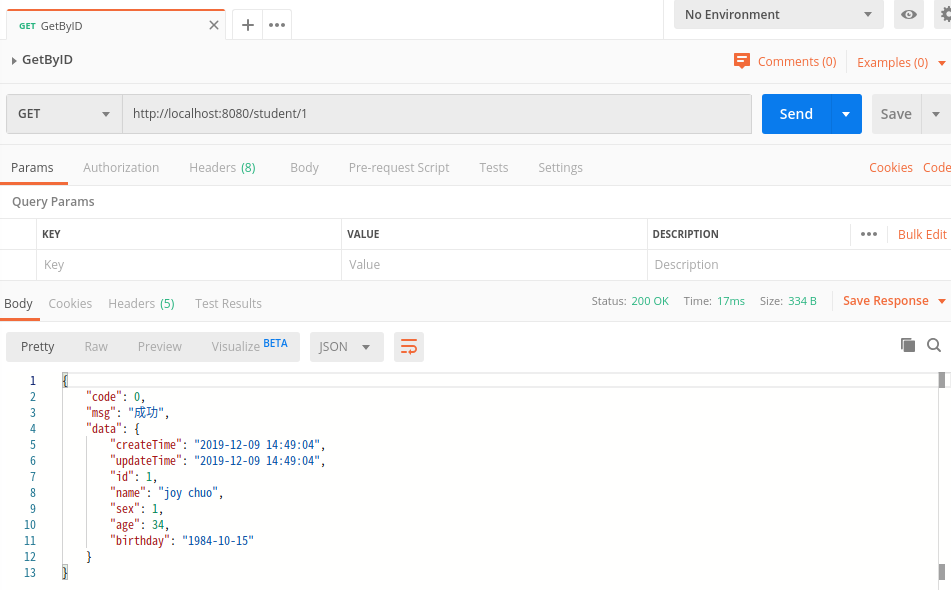 GET GetByID
No Environment
GetByID
Comments (0)
Examples (0)
GET
http://localhost:8080/student/1
Send
Save
Params Authorization Headers (8) Body Pre-request Script Tests Settings Cookies Code
Query Params
KEY VALUE DESCRIPTION Bulk Edit
Key Value Description
Body Cookies Headers (5) Test Results Status: 200 OK Time: 17ms Size: 334 B Save Response
Pretty Raw Preview Visualize BETA JSON
1 {
2 "code": 0,
3 "msg": "成功",
4 "data": {
5 "createTime": "2019-12-09 14:49:04",
6 "updateTime": "2019-12-09 14:49:04",
7 "id": 1,
8 "name": "joy chuo",
9 "sex": 1,
10 "age": 34,
11 "birthday": "1984-10-15"
12 }
13 }